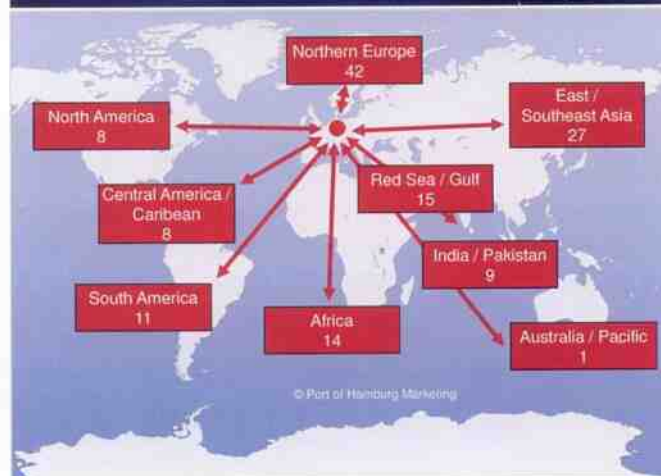 Northern Europe
42
North America
8
East /
Southeast Asia
27
Central America /
Caribean
8
Red Sea / Gulf
15
India / Pakistan
9
South America
11
Africa
14
Australia / Pacific
1
© Port of Hamburg Marketing